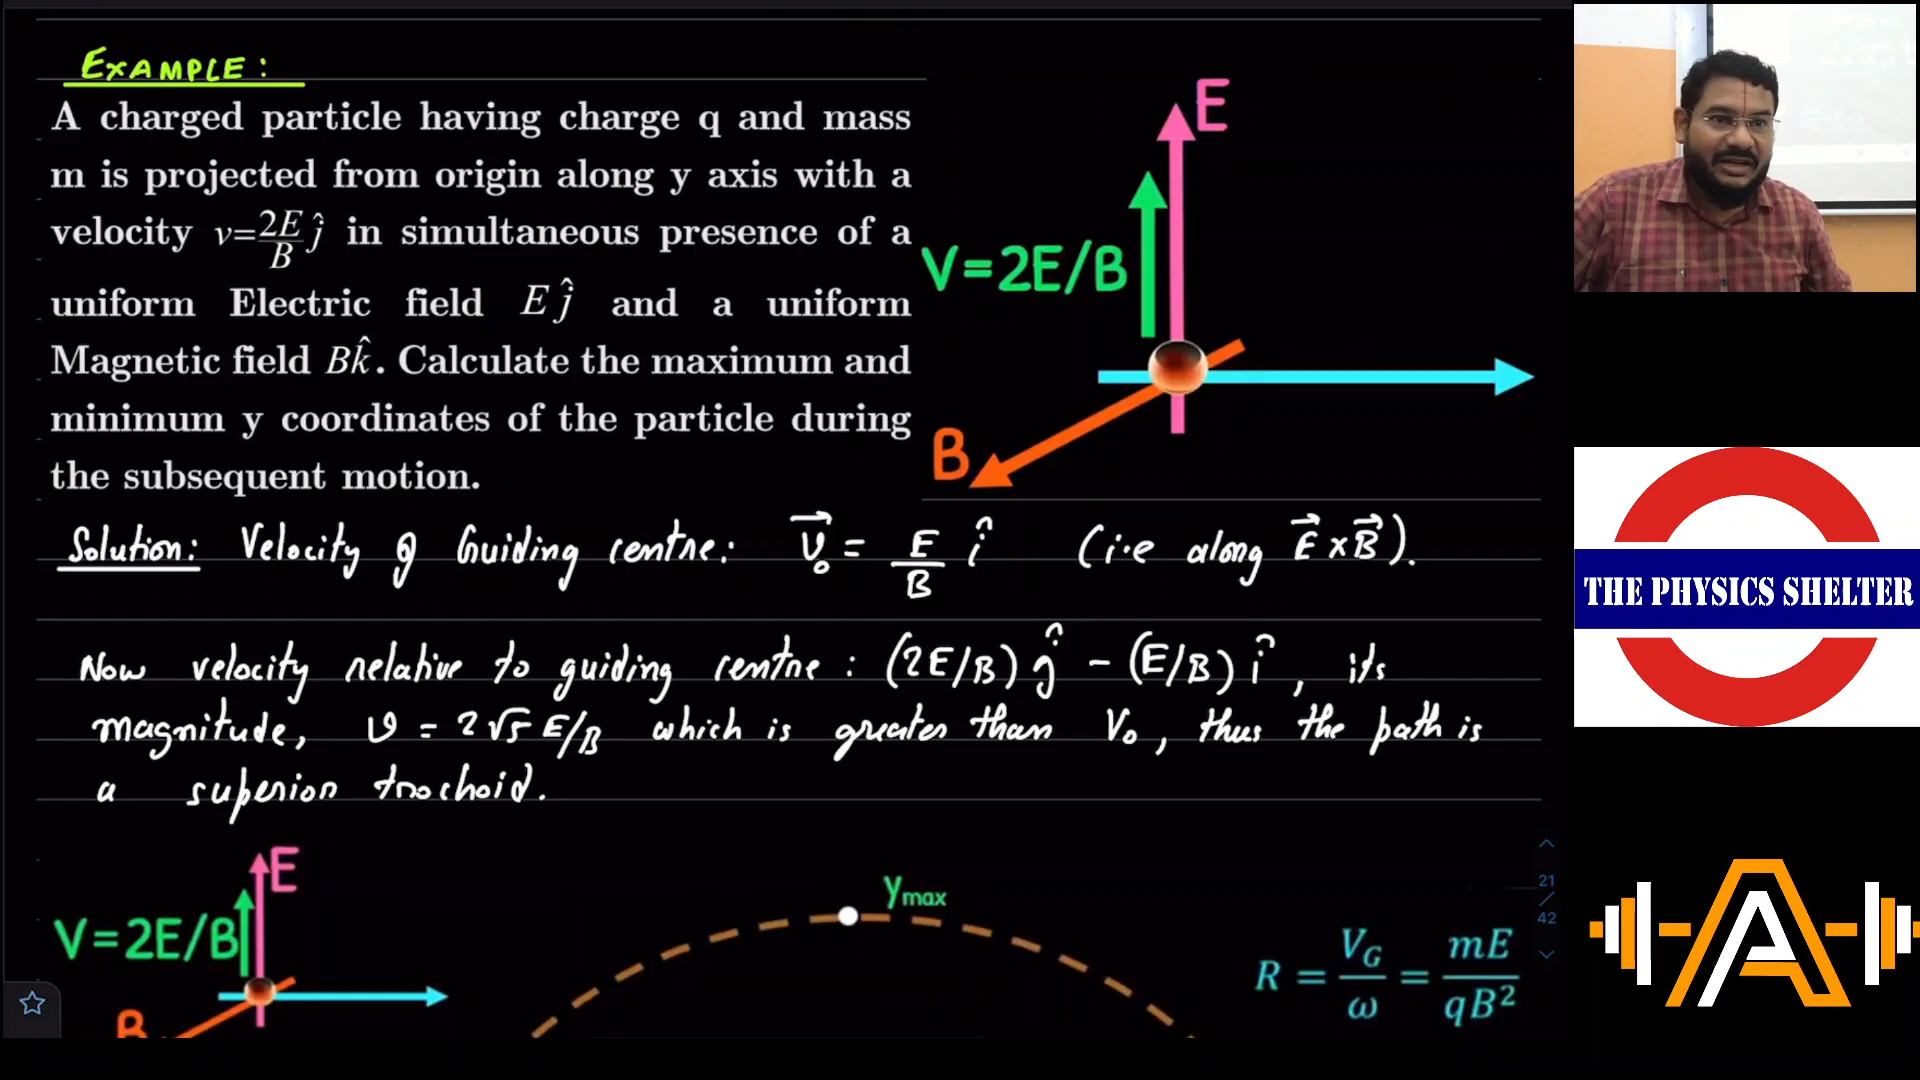 EXAMPLE:
A charged particle having charge q and mass
m is projected from origin along y axis with a
velocity v=2E/B ĵ in simultaneous presence of a
uniform Electric field E ĵ and a uniform
Magnetic field Bk̂. Calculate the maximum and
minimum y coordinates of the particle during
the subsequent motion.
E
V=2E/B
B
Solution: Velocity of Guiding centre: V⃗₀ = E/B î (i.e along E⃗ × B⃗).
Now velocity relative to guiding centre : (2E/B) ĵ - (E/B) î, its
magnitude, v = 2√5 E/B which is greater than V₀, thus the path is
a superior trochoid.
E
V=2E/B
B
ymax
R = V_G/ω = mE/qB²
21
/
42
THE PHYSICS SHELTER
A